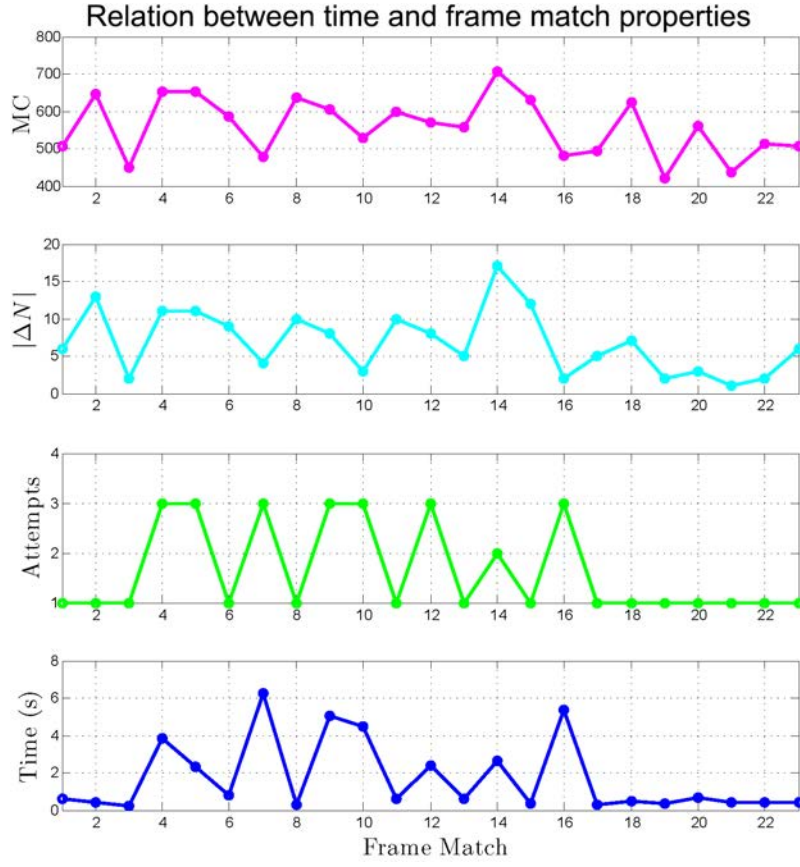 Relation between time and frame match properties
MC
800
700
600
500
400
2 4 6 8 10 12 14 16 18 20 22
|ΔN|
20
15
10
5
0
2 4 6 8 10 12 14 16 18 20 22
Attempts
4
3
2
1
2 4 6 8 10 12 14 16 18 20 22
Time (s)
8
6
4
2
0
2 4 6 8 10 12 14 16 18 20 22
Frame Match